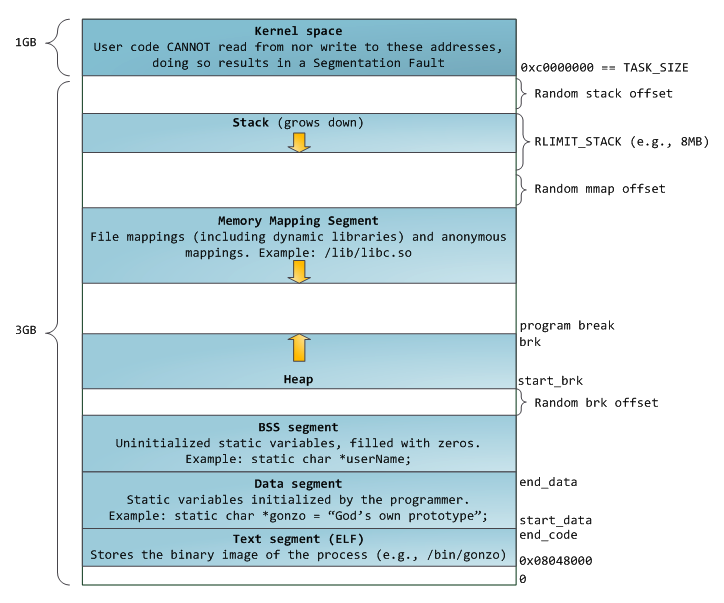 Kernel space
1GB
User code CANNOT read from nor write to these addresses,
doing so results in a Segmentation Fault
0xc0000000 == TASK_SIZE
Random stack offset
Stack (grows down)
RLIMIT_STACK (e.g., 8MB)
Random mmap offset
Memory Mapping Segment
File mappings (including dynamic libraries) and anonymous
mappings. Example: /lib/libc.so
3GB
program break
brk
Heap
start_brk
Random brk offset
BSS segment
Uninitialized static variables, filled with zeros.
Example: static char *userName;
Data segment
end_data
Static variables initialized by the programmer.
Example: static char *gonzo = “God’s own prototype”;
start_data
end_code
Text segment (ELF)
Stores the binary image of the process (e.g., /bin/gonzo)
0x08048000
0